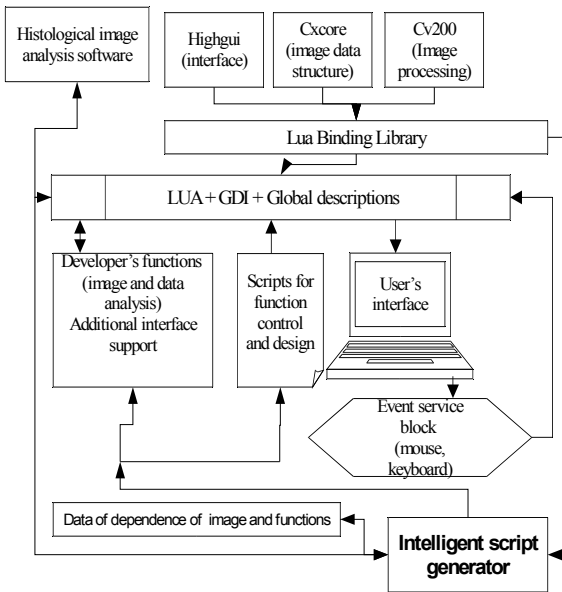 Histological image
analysis software
Highgui
(interface)
Cxcore
(image data
structure)
Cv200
(Image
processing)
Lua Binding Library
LUA + GDI + Global descriptions
Developer's functions
(image and data
analysis)
Additional interface
support
Scripts for
function
control
and design
User's
interface
Event service
block
(mouse,
keyboard)
Data of dependence of image and functions
Intelligent script
generator